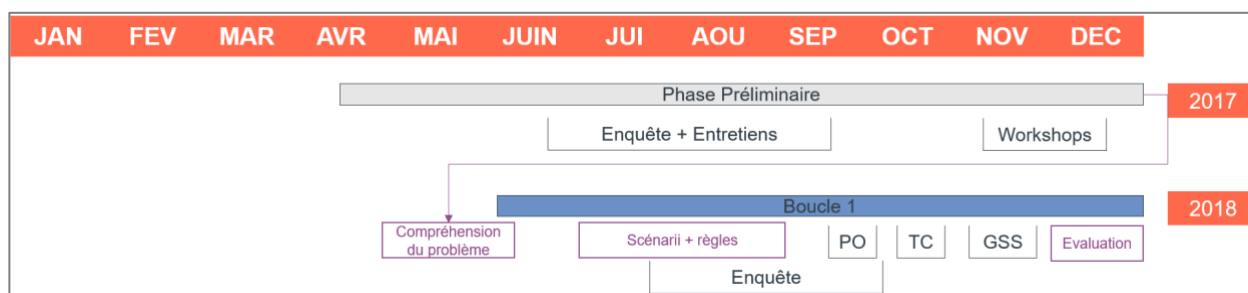 JAN FEV MAR AVR MAI JUIN JUI AOU SEP OCT NOV DEC
Phase Préliminaire
2017
Enquête + Entretiens
Workshops
Boucle 1
2018
Compréhension
du problème
Scénarii + règles
PO
TC
GSS
Evaluation
Enquête